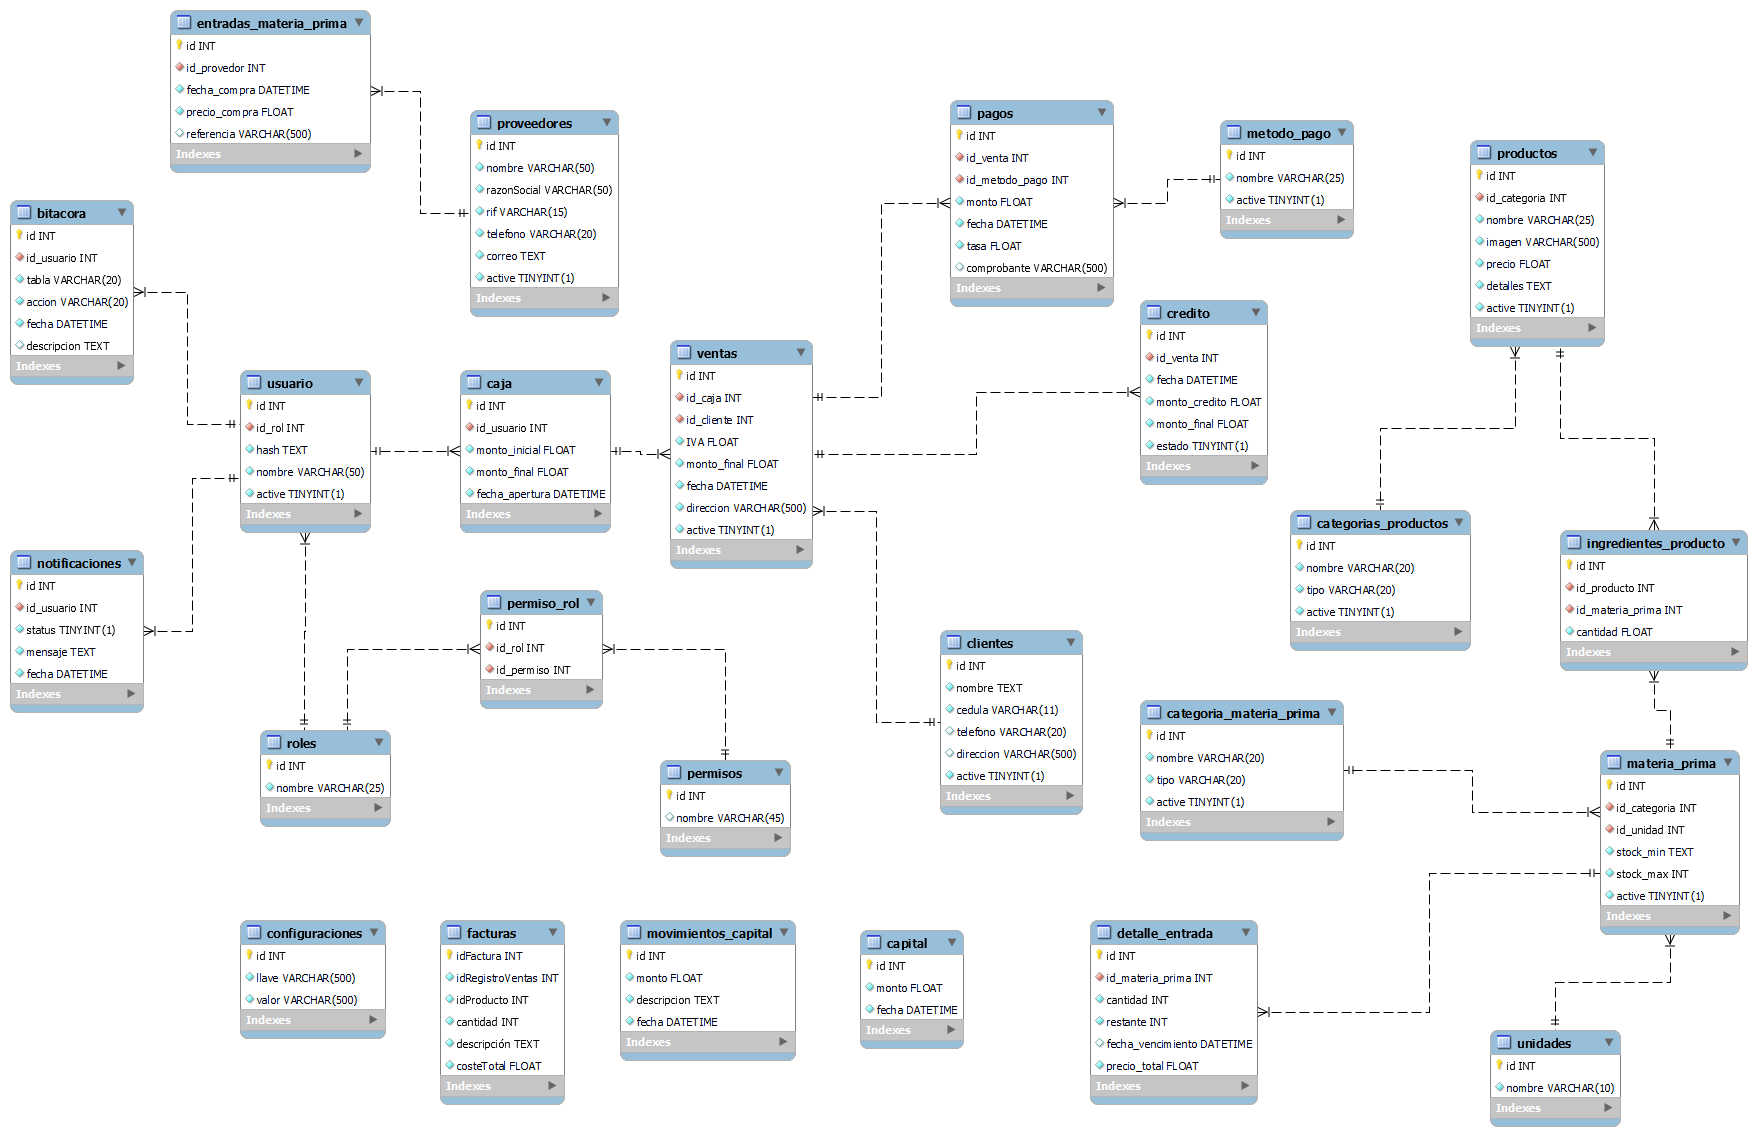 entradas_materia_prima
id INT
id_provedor INT
fecha_compra DATETIME
precio_compra FLOAT
referencia VARCHAR(500)
Indexes
proveedores
id INT
nombre VARCHAR(50)
razonSocial VARCHAR(50)
rif VARCHAR(15)
telefono VARCHAR(20)
correo TEXT
active TINYINT(1)
Indexes
pagos
id INT
id_venta INT
id_metodo_pago INT
monto FLOAT
fecha DATETIME
tasa FLOAT
comprobante VARCHAR(500)
Indexes
metodo_pago
id INT
nombre VARCHAR(25)
active TINYINT(1)
Indexes
productos
id INT
id_categoria INT
nombre VARCHAR(25)
imagen VARCHAR(500)
precio FLOAT
detalles TEXT
active TINYINT(1)
Indexes
bitacora
id INT
id_usuario INT
tabla VARCHAR(20)
accion VARCHAR(20)
fecha DATETIME
descripcion TEXT
Indexes
usuario
id INT
id_rol INT
hash TEXT
nombre VARCHAR(50)
active TINYINT(1)
Indexes
caja
id INT
id_usuario INT
monto_inicial FLOAT
monto_final FLOAT
fecha_apertura DATETIME
Indexes
ventas
id INT
id_caja INT
id_cliente INT
IVA FLOAT
monto_final FLOAT
fecha DATETIME
direccion VARCHAR(500)
active TINYINT(1)
Indexes
credito
id INT
id_venta INT
fecha DATETIME
monto_credito FLOAT
monto_final FLOAT
estado TINYINT(1)
Indexes
categorias_productos
id INT
nombre VARCHAR(20)
tipo VARCHAR(20)
active TINYINT(1)
Indexes
ingredientes_producto
id INT
id_producto INT
id_materia_prima INT
cantidad FLOAT
Indexes
notificaciones
id INT
id_usuario INT
status TINYINT(1)
mensaje TEXT
fecha DATETIME
Indexes
permiso_rol
id INT
id_rol INT
id_permiso INT
Indexes
clientes
id INT
nombre TEXT
cedula VARCHAR(11)
telefono VARCHAR(20)
direccion VARCHAR(500)
active TINYINT(1)
Indexes
categoria_materia_prima
id INT
nombre VARCHAR(20)
tipo VARCHAR(20)
active TINYINT(1)
Indexes
roles
id INT
nombre VARCHAR(25)
Indexes
permisos
id INT
nombre VARCHAR(45)
Indexes
materia_prima
id INT
id_categoria INT
id_unidad INT
stock_min TEXT
stock_max INT
active TINYINT(1)
Indexes
configuraciones
id INT
llave VARCHAR(500)
valor VARCHAR(500)
Indexes
facturas
idFactura INT
idRegistroVentas INT
idProducto INT
cantidad INT
descripción TEXT
costeTotal FLOAT
Indexes
movimientos_capital
id INT
monto FLOAT
descripcion TEXT
fecha DATETIME
Indexes
capital
id INT
monto FLOAT
fecha DATETIME
Indexes
detalle_entrada
id INT
id_materia_prima INT
cantidad INT
restante INT
fecha_vencimiento DATETIME
precio_total FLOAT
Indexes
unidades
id INT
nombre VARCHAR(10)
Indexes